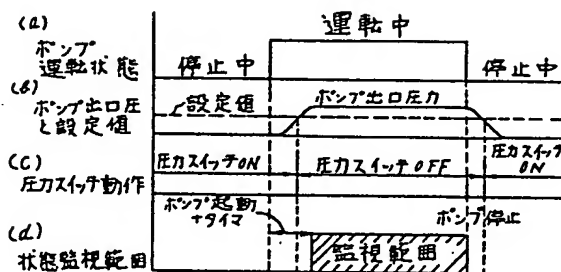 (a)
ポンプ
運転状態
停止中
運転中
停止中
(b)
ポンプ出口圧
と設定値
設定値
ポンプ出口圧力
(c)
圧力スイッチ動作
圧力スイッチON
圧力スイッチOFF
圧力スイッチ
ON
(d)
状態監視範囲
ポンプ起動
+タイマ
監視範囲
ポンプ停止